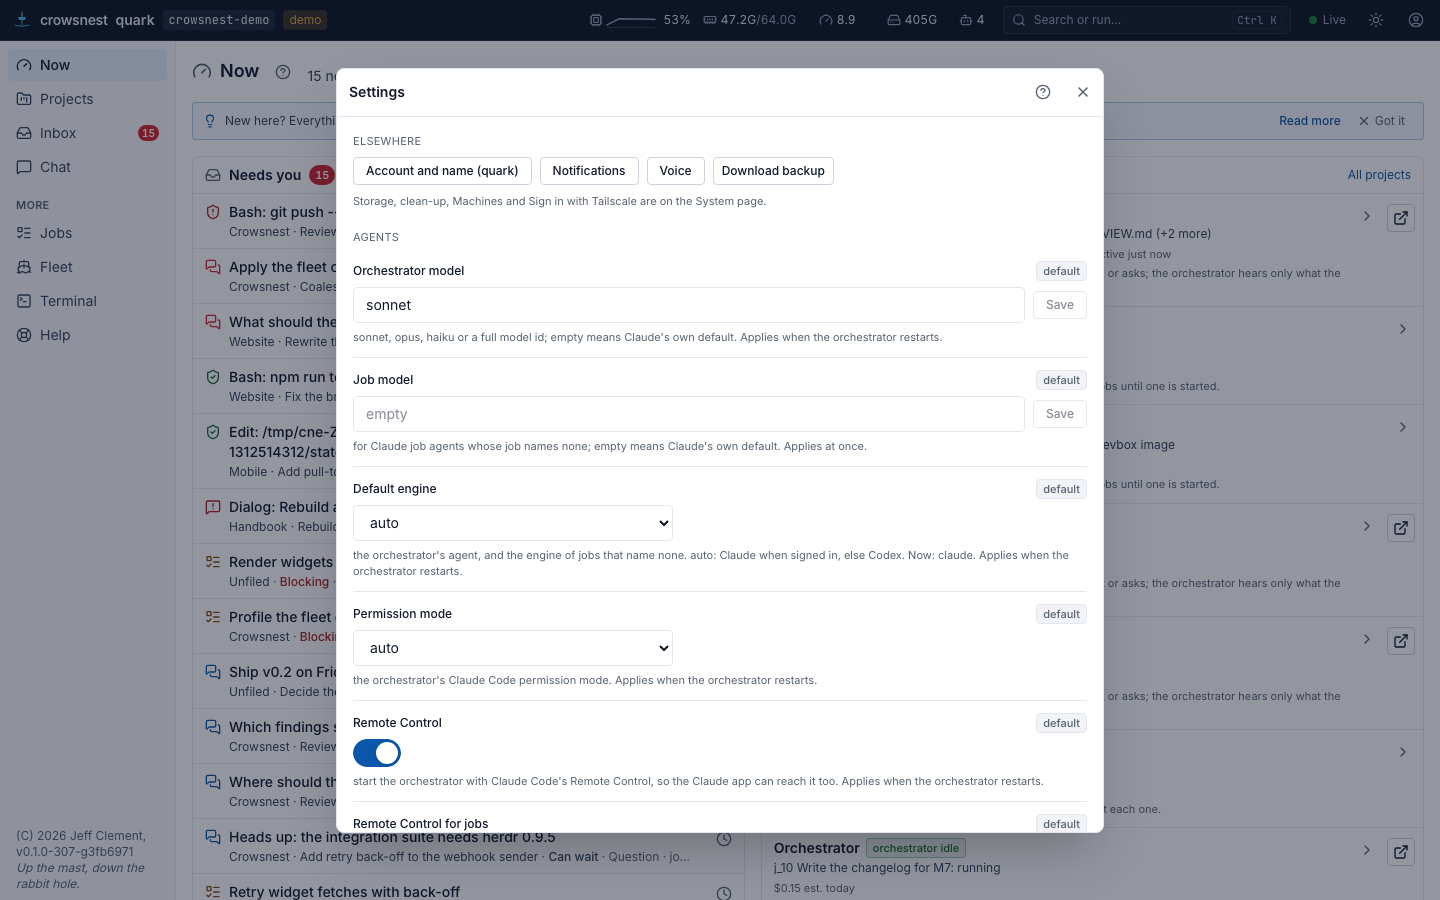 crowsnest quark crowsnest-demo demo
53% 47.2G/64.0G 8.9 405G 4 Search or run... Ctrl K Live
Now
Projects
Inbox 15
Chat
MORE
Jobs
Fleet
Terminal
Help
(C) 2026 Jeff Clement,
v0.1.0-307-g3fb6971
Up the mast, down the
rabbit hole.
Now 15 n
New here? Everythi
Read more Got it
Needs you 15
Bash: git push -
Crowsnest · Review
Apply the fleet c
Crowsnest · Coales
What should the
Website · Rewrite t
Bash: npm run t
Website · Fix the br
Edit: /tmp/cne-Z
1312514312/stat
Mobile · Add pull-to
Dialog: Rebuild a
Handbook · Rebuild
Render widgets
Unfiled · Blocking ·
Profile the fleet
Crowsnest · Blocki
Ship v0.2 on Fri
Unfiled · Decide the
Which findings s
Crowsnest · Review
Where should th
Crowsnest · Review
Heads up: the integration suite needs herdr 0.9.5
Crowsnest · Add retry back-off to the webhook sender · Can wait · Question · jo...
Retry widget fetches with back-off
Settings
ELSEWHERE
Account and name (quark) Notifications Voice Download backup
Storage, clean-up, Machines and Sign in with Tailscale are on the System page.
AGENTS
Orchestrator model default
sonnet Save
sonnet, opus, haiku or a full model id; empty means Claude's own default. Applies when the orchestrator restarts.
Job model default
empty Save
for Claude job agents whose job names none; empty means Claude's own default. Applies at once.
Default engine default
auto
the orchestrator's agent, and the engine of jobs that name none. auto: Claude when signed in, else Codex. Now: claude. Applies when the
orchestrator restarts.
Permission mode default
auto
the orchestrator's Claude Code permission mode. Applies when the orchestrator restarts.
Remote Control default
start the orchestrator with Claude Code's Remote Control, so the Claude app can reach it too. Applies when the orchestrator restarts.
Remote Control for jobs default
All projects
VIEW.md (+2 more)
ctive just now
or asks; the orchestrator hears only what the
obs until one is started.
evbox image
obs until one is started.
or asks; the orchestrator hears only what the
or asks; the orchestrator hears only what the
t each one.
Orchestrator orchestrator idle
j_10 Write the changelog for M7: running
$0.15 est. today